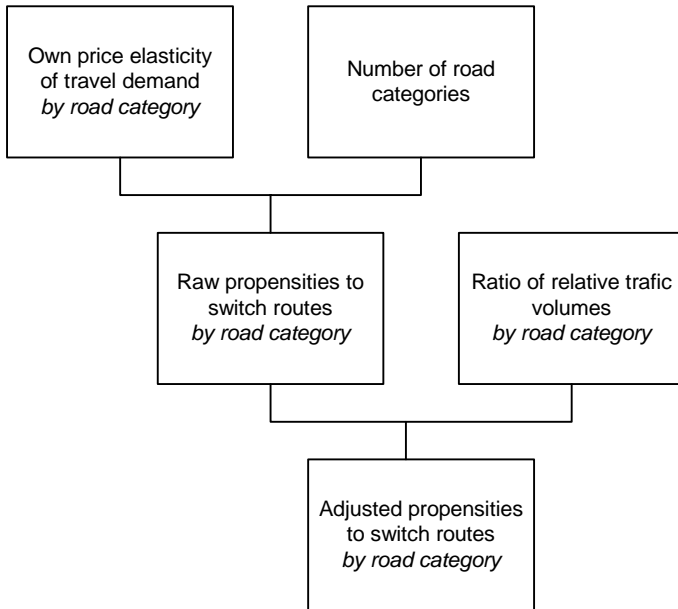 Own price elasticity
of travel demand
by road category
Number of road
categories
Raw propensities to
switch routes
by road category
Ratio of relative trafic
volumes
by road category
Adjusted propensities
to switch routes
by road category